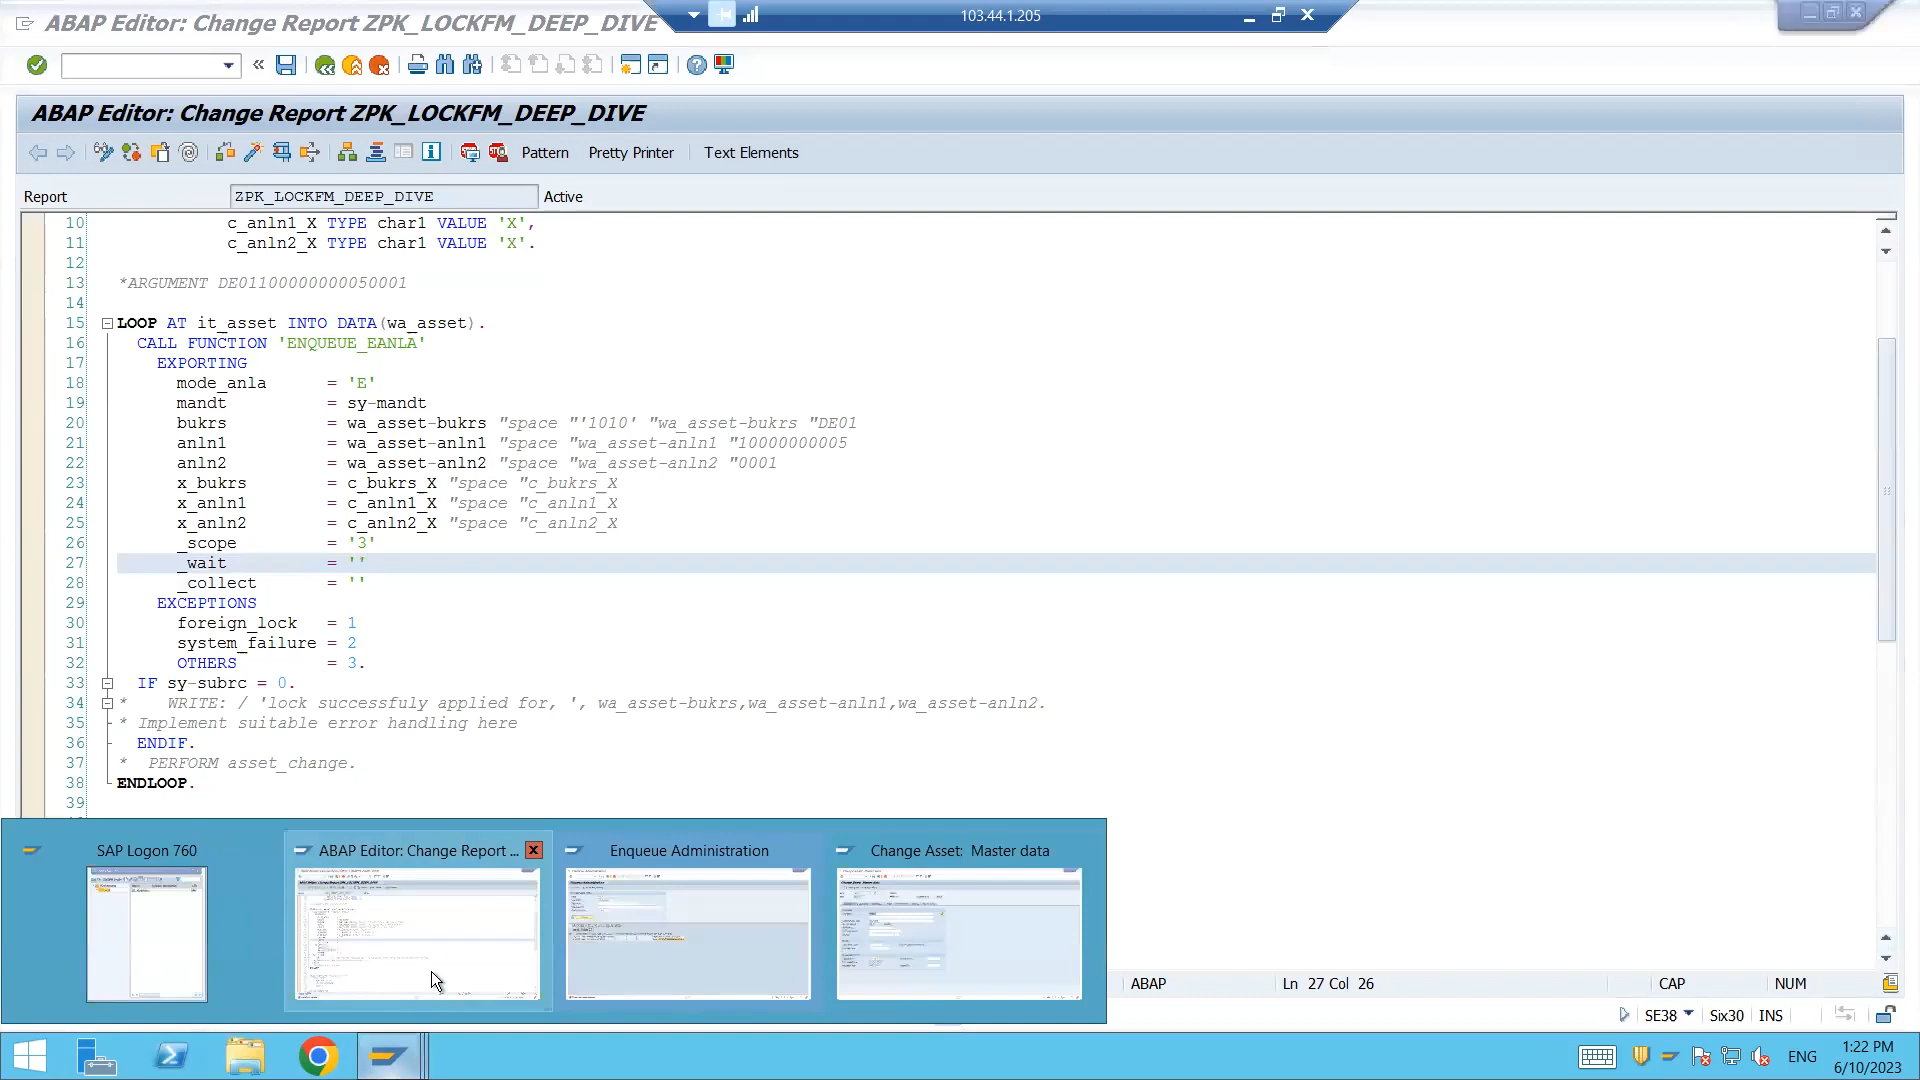 ABAP Editor: Change Report ZPK_LOCKFM_DEEP_DIVE
103.44.1.205
ABAP Editor: Change Report ZPK_LOCKFM_DEEP_DIVE
Pattern
Pretty Printer
Text Elements
Report
ZPK_LOCKFM_DEEP_DIVE
Active
10 c_anln1_X TYPE char1 VALUE 'X',
11 c_anln2_X TYPE char1 VALUE 'X'.
12
13 *ARGUMENT DE01100000000050001
14
15 LOOP AT it_asset INTO DATA(wa_asset).
16 CALL FUNCTION 'ENQUEUE_EANLA'
17 EXPORTING
18 mode_anla = 'E'
19 mandt = sy-mandt
20 bukrs = wa_asset-bukrs "space "'1010' "wa_asset-bukrs "DE01
21 anln1 = wa_asset-anln1 "space "wa_asset-anln1 "10000000005
22 anln2 = wa_asset-anln2 "space "wa_asset-anln2 "0001
23 x_bukrs = c_bukrs_X "space "c_bukrs_X
24 x_anln1 = c_anln1_X "space "c_anln1_X
25 x_anln2 = c_anln2_X "space "c_anln2_X
26 _scope = '3'
27 _wait = ''
28 _collect = ''
29 EXCEPTIONS
30 foreign_lock = 1
31 system_failure = 2
32 OTHERS = 3.
33 IF sy-subrc = 0.
34 * WRITE: / 'lock successfuly applied for, ', wa_asset-bukrs,wa_asset-anln1,wa_asset-anln2.
35 * Implement suitable error handling here
36 ENDIF.
37 * PERFORM asset_change.
38 ENDLOOP.
39
SAP Logon 760
ABAP Editor: Change Report ...
Enqueue Administration
Change Asset: Master data
ABAP
Ln 27 Col 26
CAP
NUM
SE38
Six30
INS
ENG
1:22 PM
6/10/2023